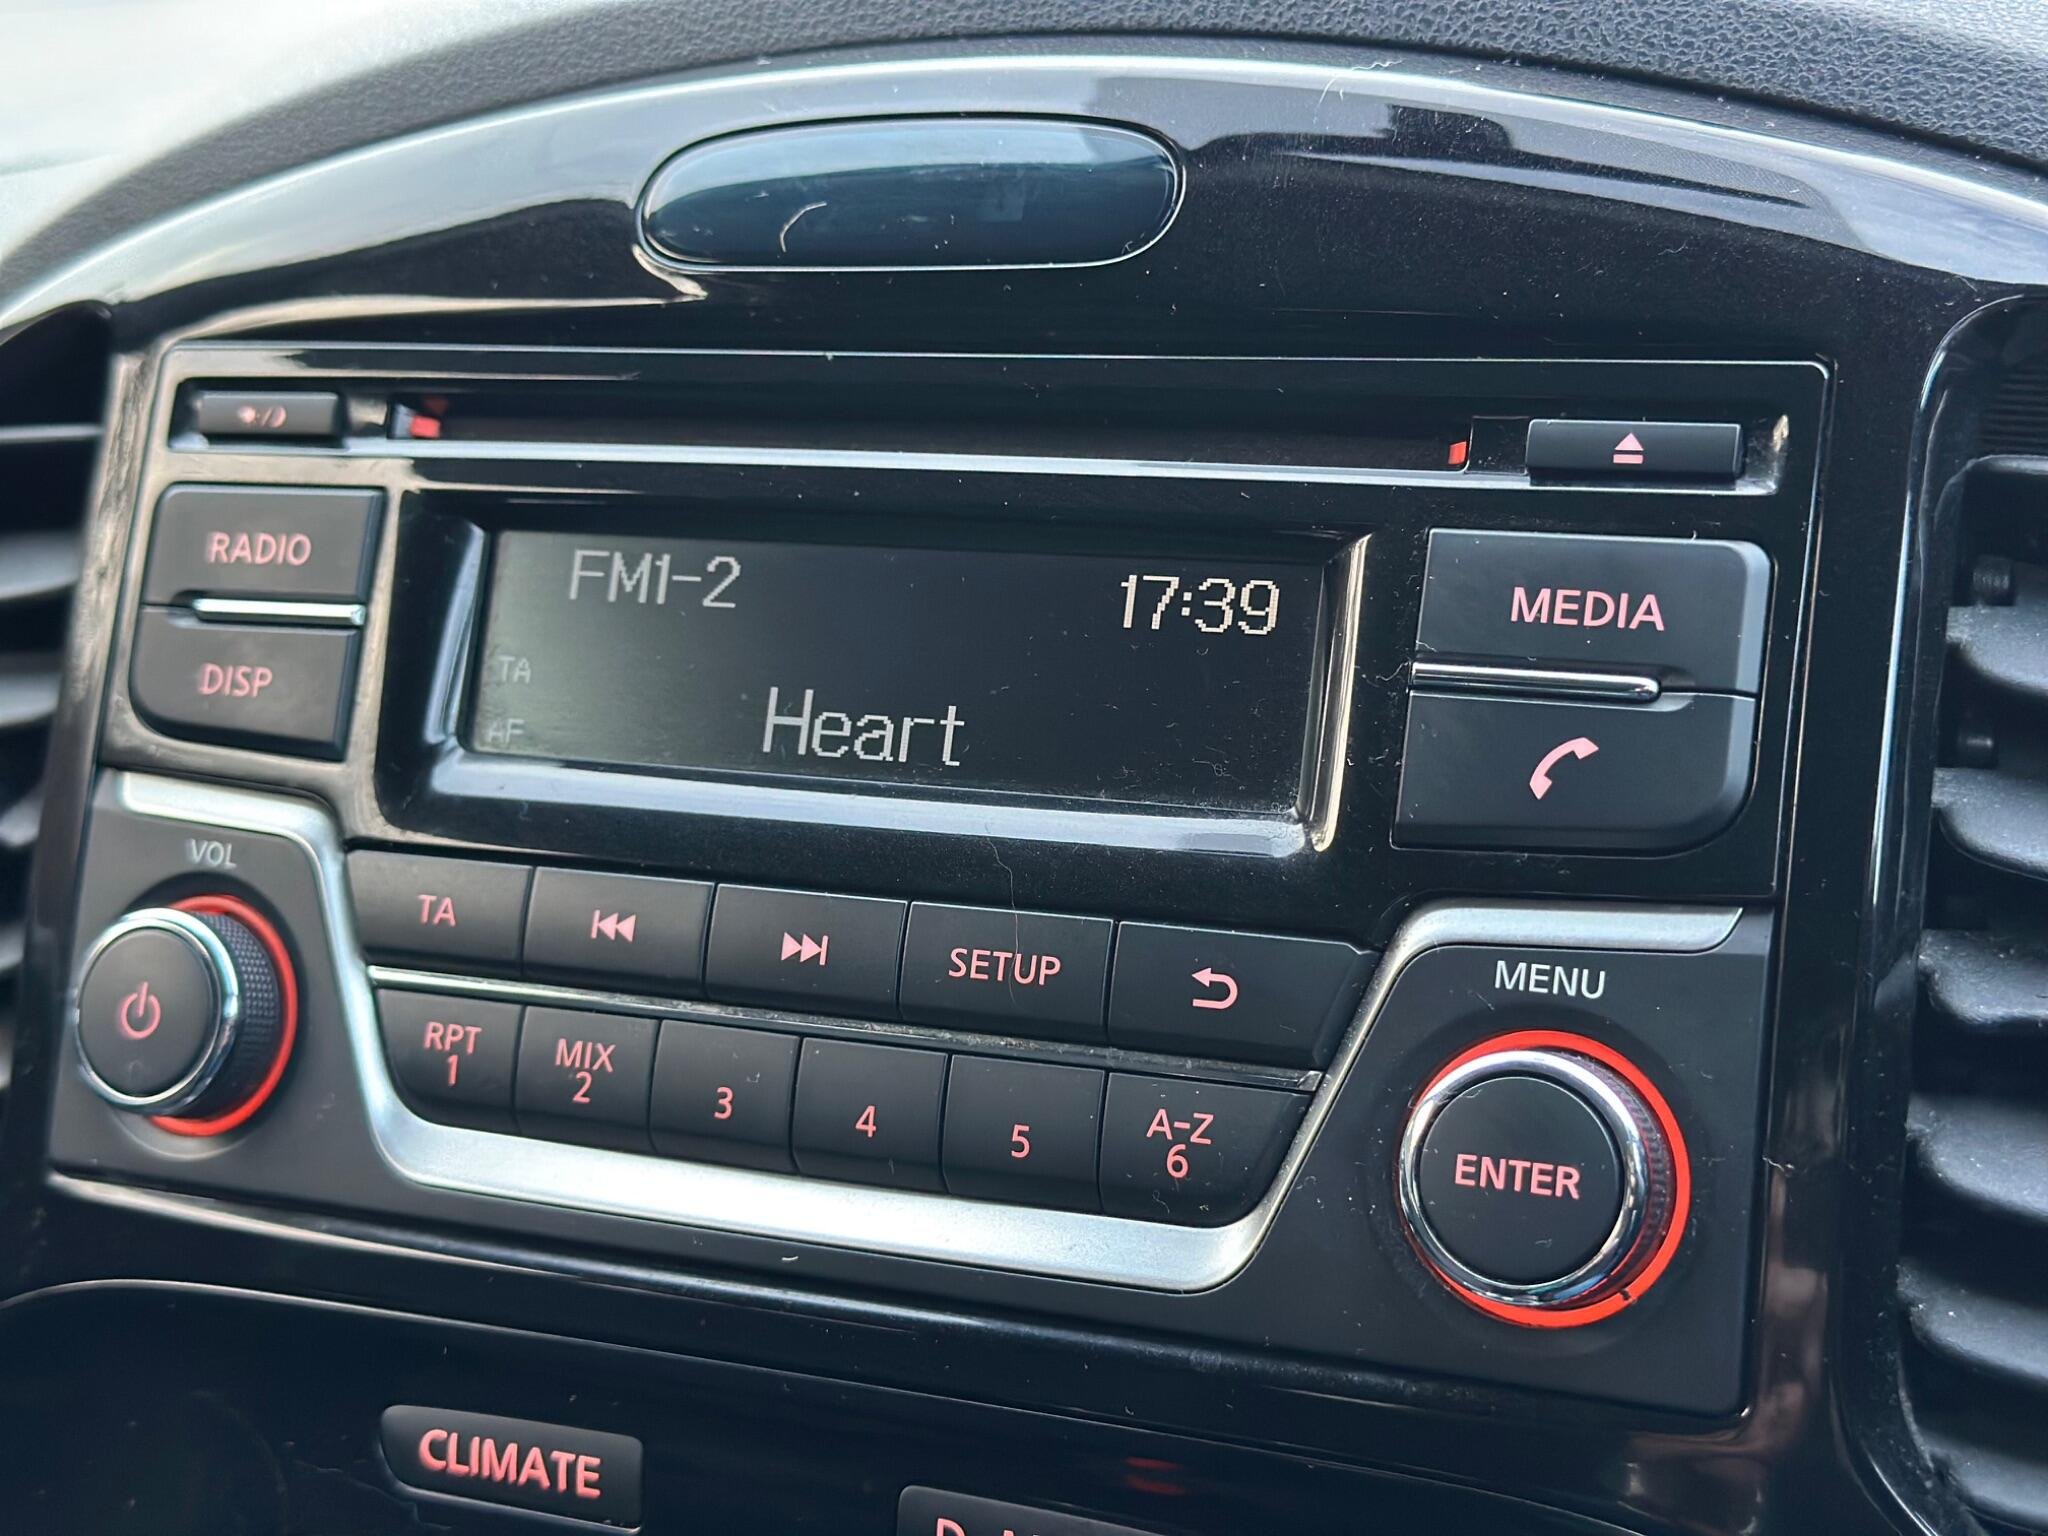 RADIO
DISP
FM1-2
17:39
TA
AF
Heart
MEDIA
VOL
TA
SETUP
MENU
RPT
1
MIX
2
3
4
5
A-Z
6
ENTER
CLIMATE